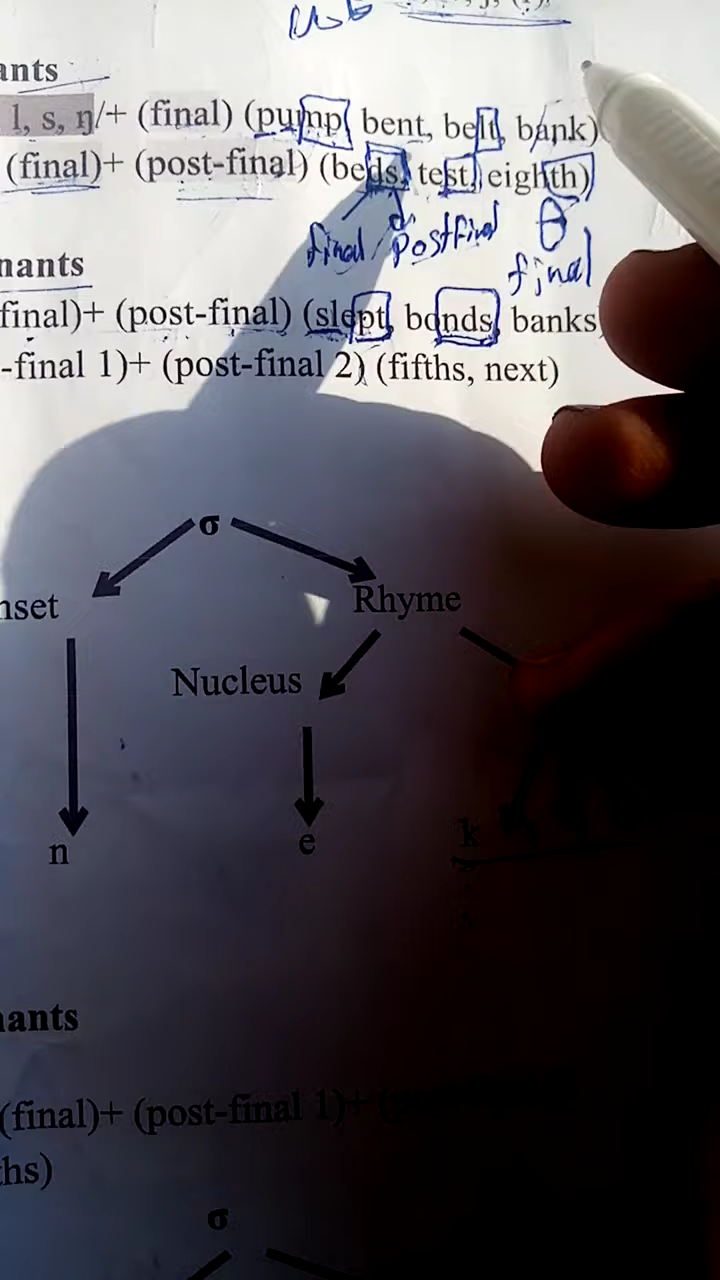 ants
l, s, ŋ/+ (final) (pump, bent, belt, bank)
(final)+ (post-final) (beds, test, eighth)
final / postfinal θ
final
nants
final)+ (post-final) (slept, bonds, banks
-final 1)+ (post-final 2) (fifths, next)
σ
nset Rhyme
Nucleus
n e k
ants
(final)+ (post-final 1)+
ths)
σ